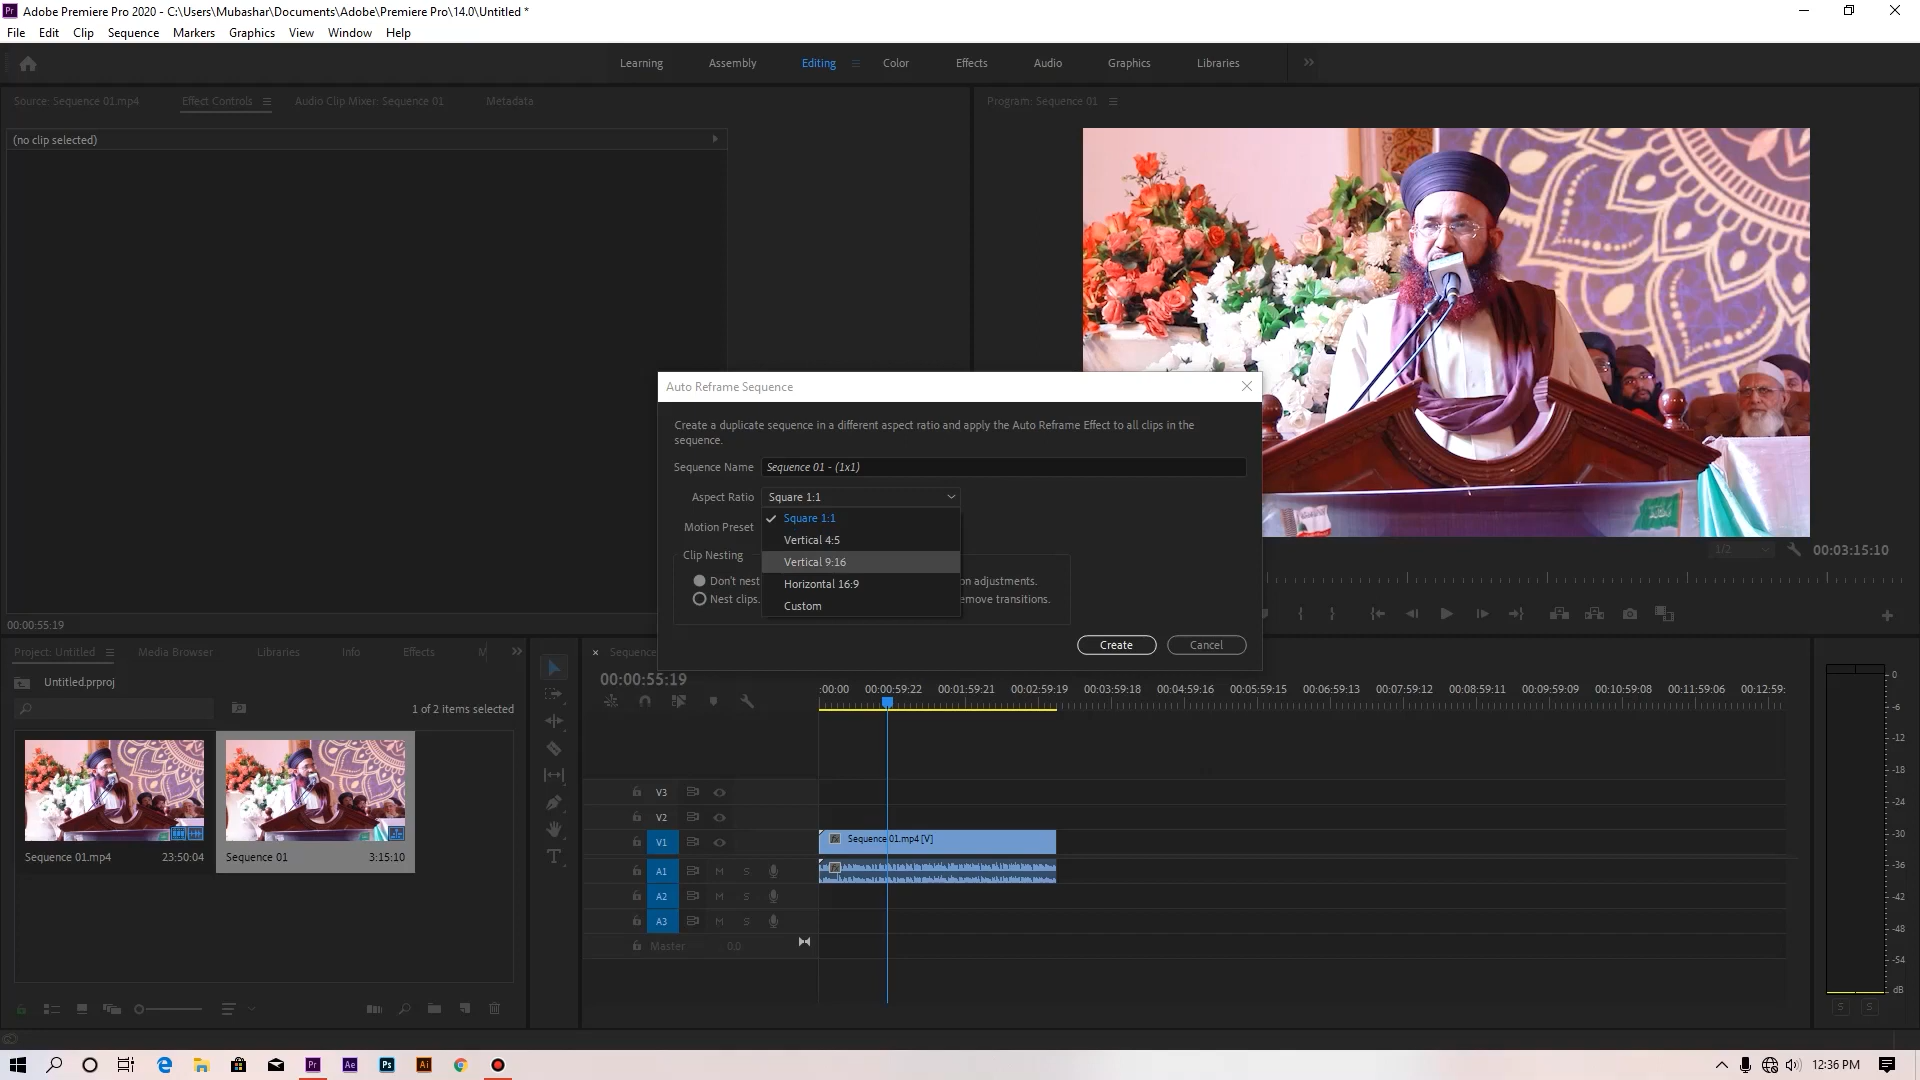 Adobe Premiere Pro 2020 - C:\Users\Mubashar\Documents\Adobe\Premiere Pro\14.0\Untitled *
File Edit Clip Sequence Markers Graphics View Window Help
Learning Assembly Editing Color Effects Audio Graphics Libraries
Source: Sequence 01.mp4 Effect Controls Audio Clip Mixer: Sequence 01 Metadata
Program: Sequence 01
(no clip selected)
Auto Reframe Sequence
Create a duplicate sequence in a different aspect ratio and apply the Auto Reframe Effect to all clips in the
sequence.
Sequence Name Sequence 01 - (1x1)
Aspect Ratio Square 1:1
Square 1:1
Motion Preset
Vertical 4:5
Clip Nesting
Vertical 9:16
Don't nest on adjustments.
Horizontal 16:9
Nest clips. emove transitions.
Custom
Create Cancel
1/2 00:03:15:10
00:00:55:19
Project: Untitled Media Browser Libraries Info Effects M
Untitled.prproj
1 of 2 items selected
Sequence 01.mp4 23:50:04
Sequence 01 3:15:10
Sequence
00:00:55:19
:00:00 00:00:59:22 00:01:59:21 00:02:59:19 00:03:59:18 00:04:59:16 00:05:59:15 00:06:59:13 00:07:59:12 00:08:59:11 00:09:59:09 00:10:59:08 00:11:59:06 00:12:59:
V3
V2
V1 Sequence 01.mp4 [V]
A1 M S
A2 M S
A3 M S
Master 0.0
0
-6
-12
-18
-24
-30
-36
-42
-48
-54
dB
S S
Pr Ae Ps Ai
12:36 PM